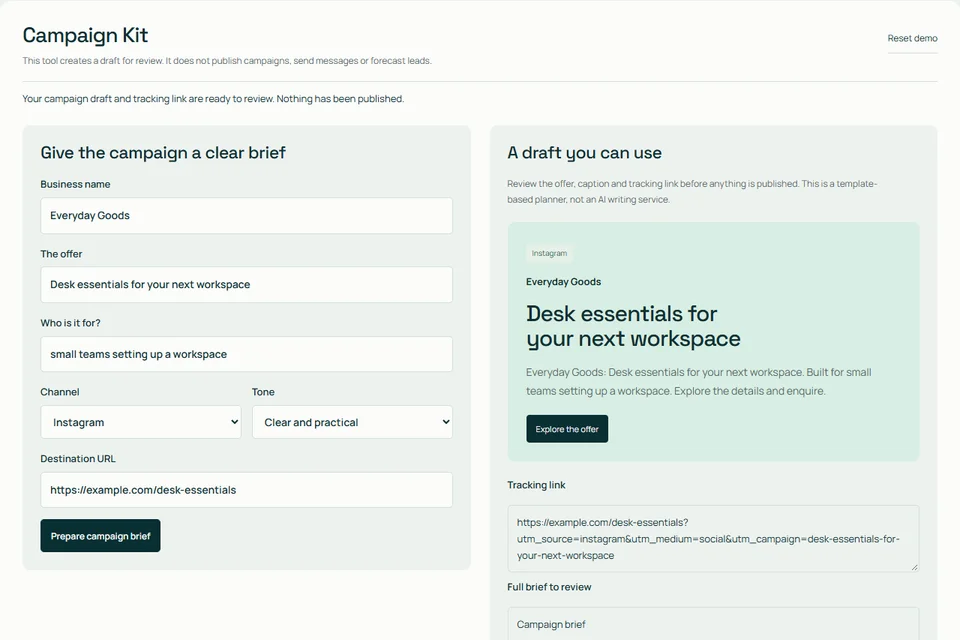 Campaign Kit
Reset demo
This tool creates a draft for review. It does not publish campaigns, send messages or forecast leads.
Your campaign draft and tracking link are ready to review. Nothing has been published.
Give the campaign a clear brief
Business name
Everyday Goods
The offer
Desk essentials for your next workspace
Who is it for?
small teams setting up a workspace
Channel
Tone
Instagram
Clear and practical
Destination URL
https://example.com/desk-essentials
Prepare campaign brief
A draft you can use
Review the offer, caption and tracking link before anything is published. This is a template-
based planner, not an AI writing service.
Instagram
Everyday Goods
Desk essentials for
your next workspace
Everyday Goods: Desk essentials for your next workspace. Built for small
teams setting up a workspace. Explore the details and enquire.
Explore the offer
Tracking link
https://example.com/desk-essentials?
utm_source=instagram&utm_medium=social&utm_campaign=desk-essentials-for-
your-next-workspace
Full brief to review
Campaign brief